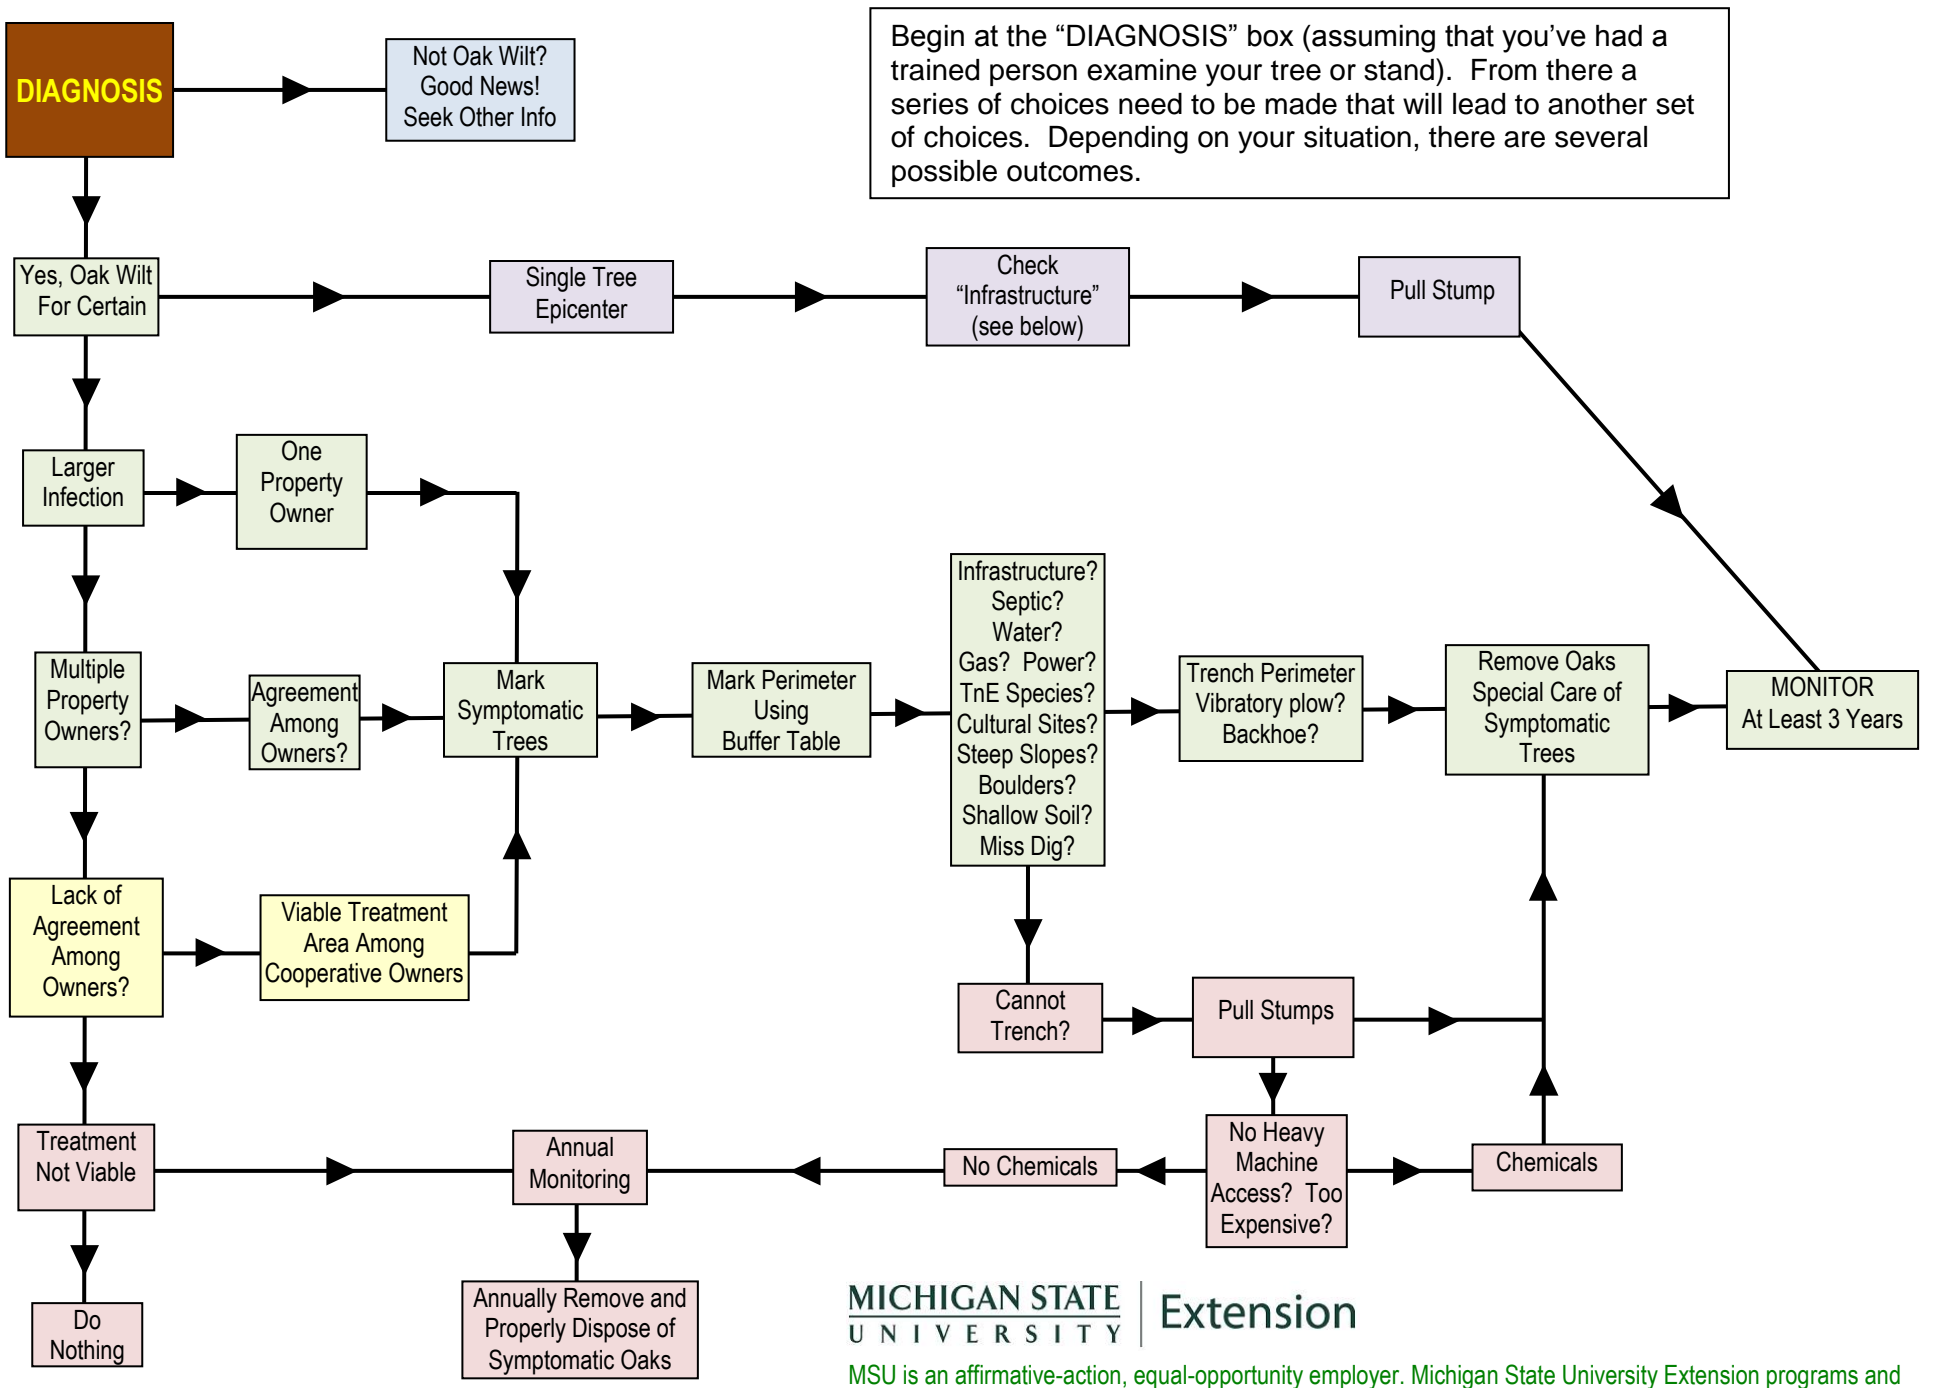 DIAGNOSIS
Not Oak Wilt?
Good News!
Seek Other Info
Begin at the “DIAGNOSIS” box (assuming that you’ve had a
trained person examine your tree or stand). From there a
series of choices need to be made that will lead to another set
of choices. Depending on your situation, there are several
possible outcomes.
Yes, Oak Wilt
For Certain
Single Tree
Epicenter
Check
“Infrastructure”
(see below)
Pull Stump
Larger
Infection
One
Property
Owner
Multiple
Property
Owners?
Agreement
Among
Owners?
Mark
Symptomatic
Trees
Mark Perimeter
Using
Buffer Table
Infrastructure?
Septic?
Water?
Gas? Power?
TnE Species?
Cultural Sites?
Steep Slopes?
Boulders?
Shallow Soil?
Miss Dig?
Trench Perimeter
Vibratory plow?
Backhoe?
Remove Oaks
Special Care of
Symptomatic
Trees
MONITOR
At Least 3 Years
Lack of
Agreement
Among
Owners?
Viable Treatment
Area Among
Cooperative Owners
Cannot
Trench?
Pull Stumps
Treatment
Not Viable
Annual
Monitoring
No Chemicals
No Heavy
Machine
Access? Too
Expensive?
Chemicals
Do
Nothing
Annually Remove and
Properly Dispose of
Symptomatic Oaks
MICHIGAN STATE
UNIVERSITY
Extension
MSU is an affirmative-action, equal-opportunity employer. Michigan State University Extension programs and